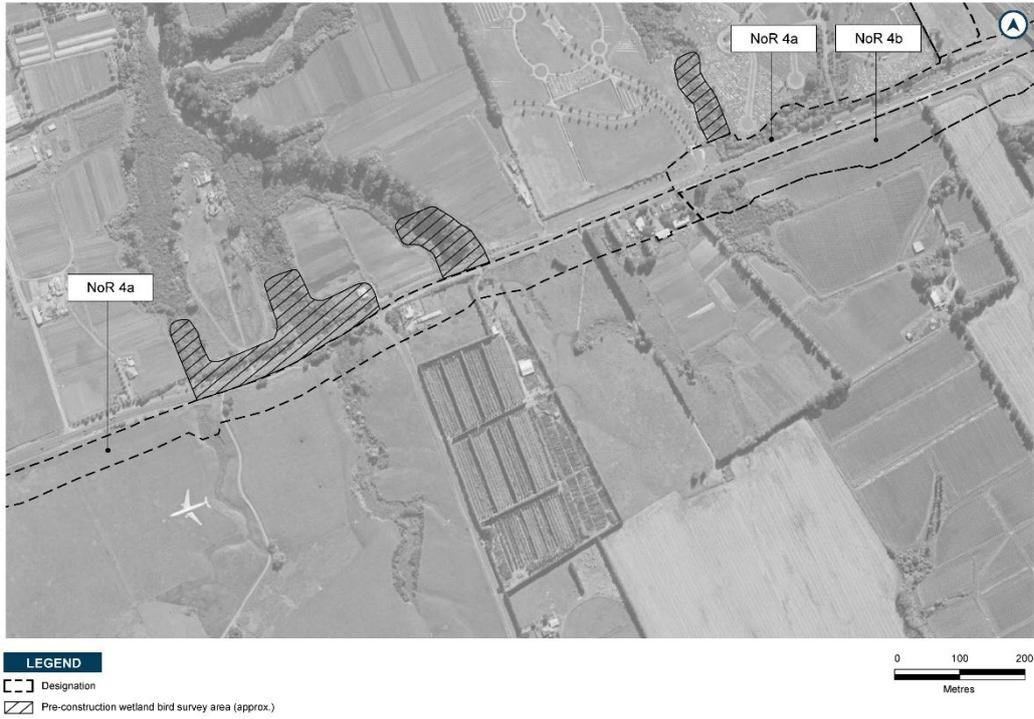 NoR 4a
NoR 4b
NoR 4a
LEGEND
Designation
Pre-construction wetland bird survey area (approx.)
0 100 200
Metres